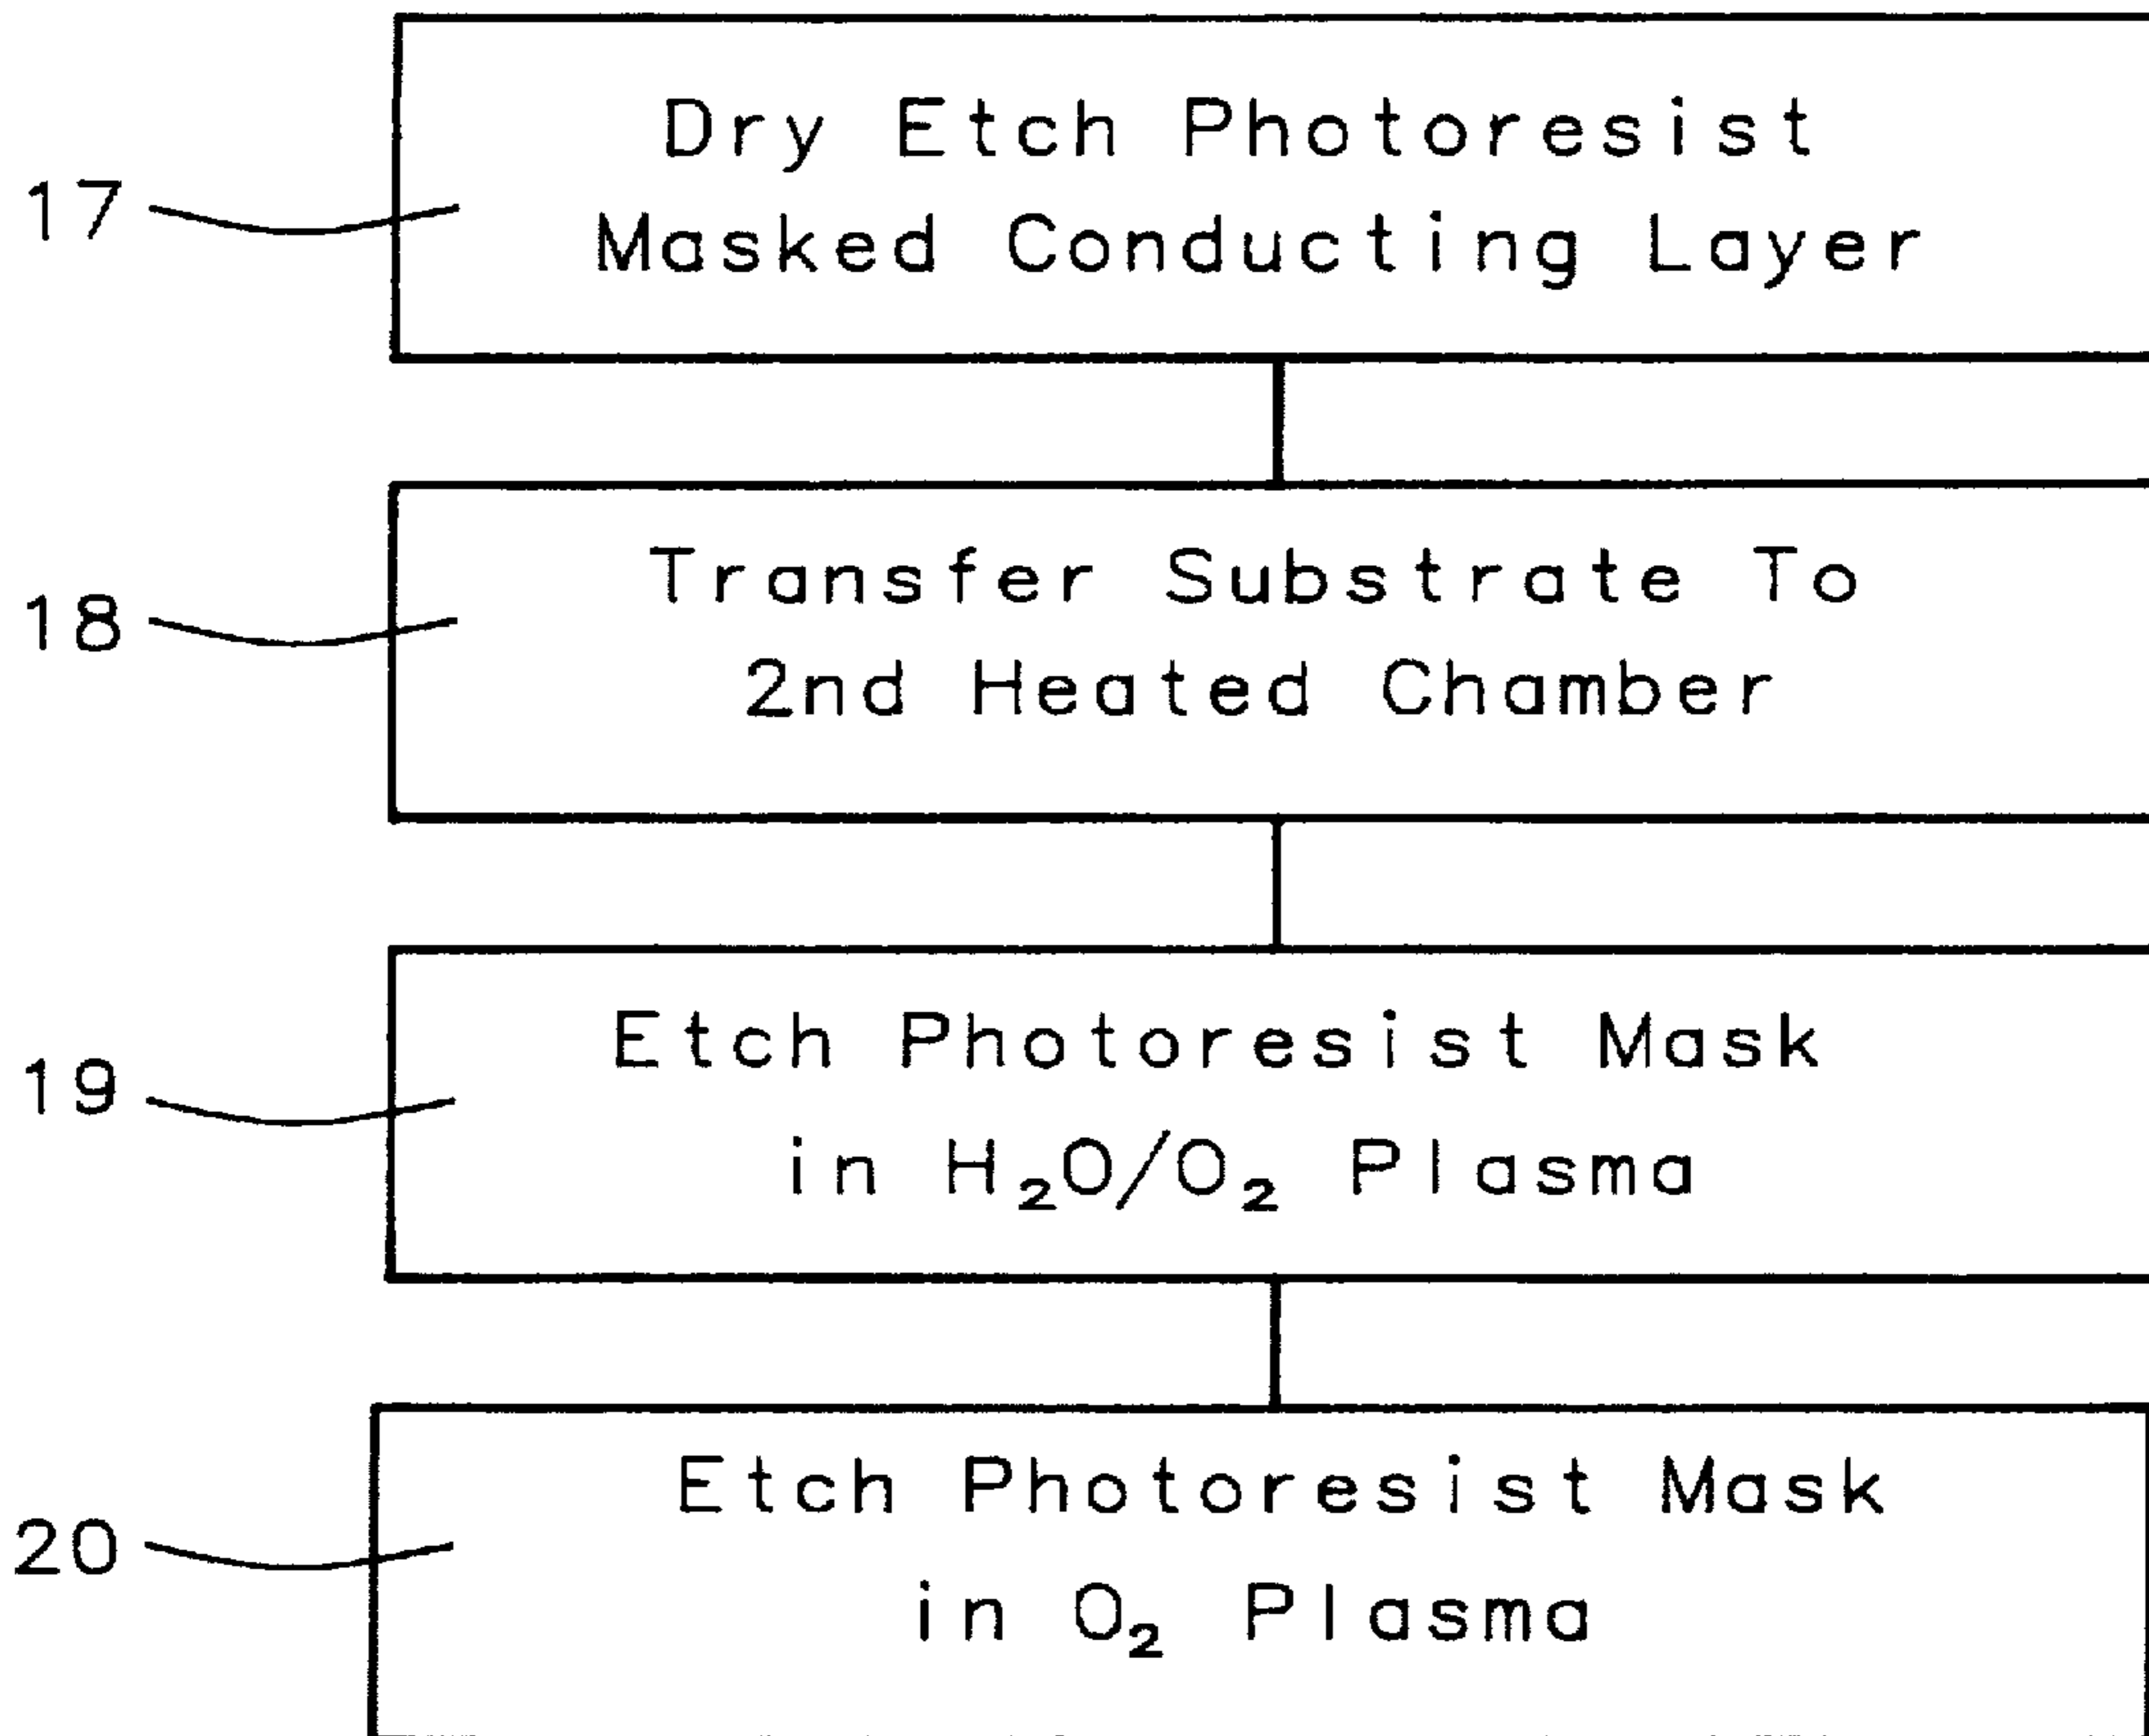 17
Dry Etch Photoresist
Masked Conducting Layer
18
Transfer Substrate To
2nd Heated Chamber
19
Etch Photoresist Mask
in H₂O/O₂ Plasma
20
Etch Photoresist Mask
in O₂ Plasma